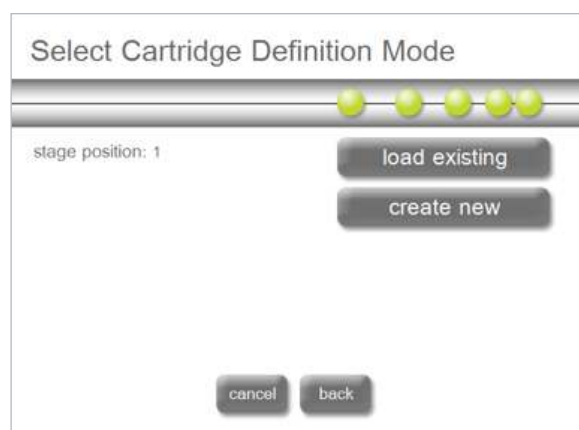 Select Cartridge Definition Mode
stage position: 1
load existing
create new
cancel
back